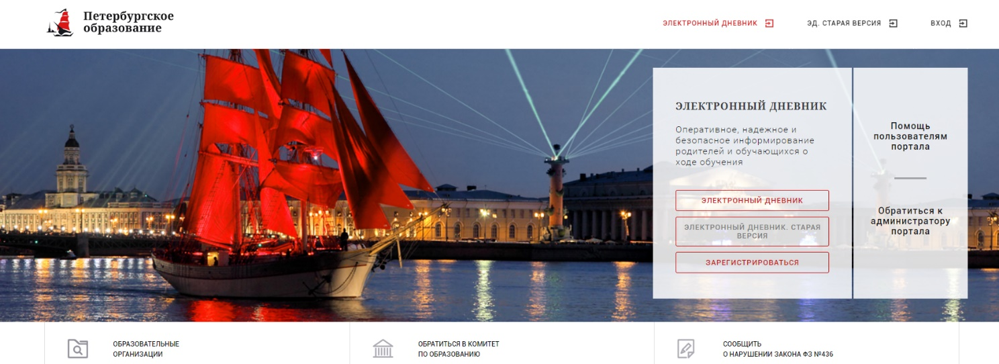 Петербургское
образование
ЭЛЕКТРОННЫЙ ДНЕВНИК
ЭД. СТАРАЯ ВЕРСИЯ
ВХОД
ЭЛЕКТРОННЫЙ ДНЕВНИК
Оперативное, надежное и
безопасное информирование
родителей и обучающихся о
ходе обучения
ЭЛЕКТРОННЫЙ ДНЕВНИК
ЭЛЕКТРОННЫЙ ДНЕВНИК. СТАРАЯ
ВЕРСИЯ
ЗАРЕГИСТРИРОВАТЬСЯ
Помощь
пользователям
портала
Обратиться к
администратору
портала
ОБРАЗОВАТЕЛЬНЫЕ
ОРГАНИЗАЦИИ
ОБРАТИТЬСЯ В КОМИТЕТ
ПО ОБРАЗОВАНИЮ
СООБЩИТЬ
О НАРУШЕНИИ ЗАКОНА ФЗ №436